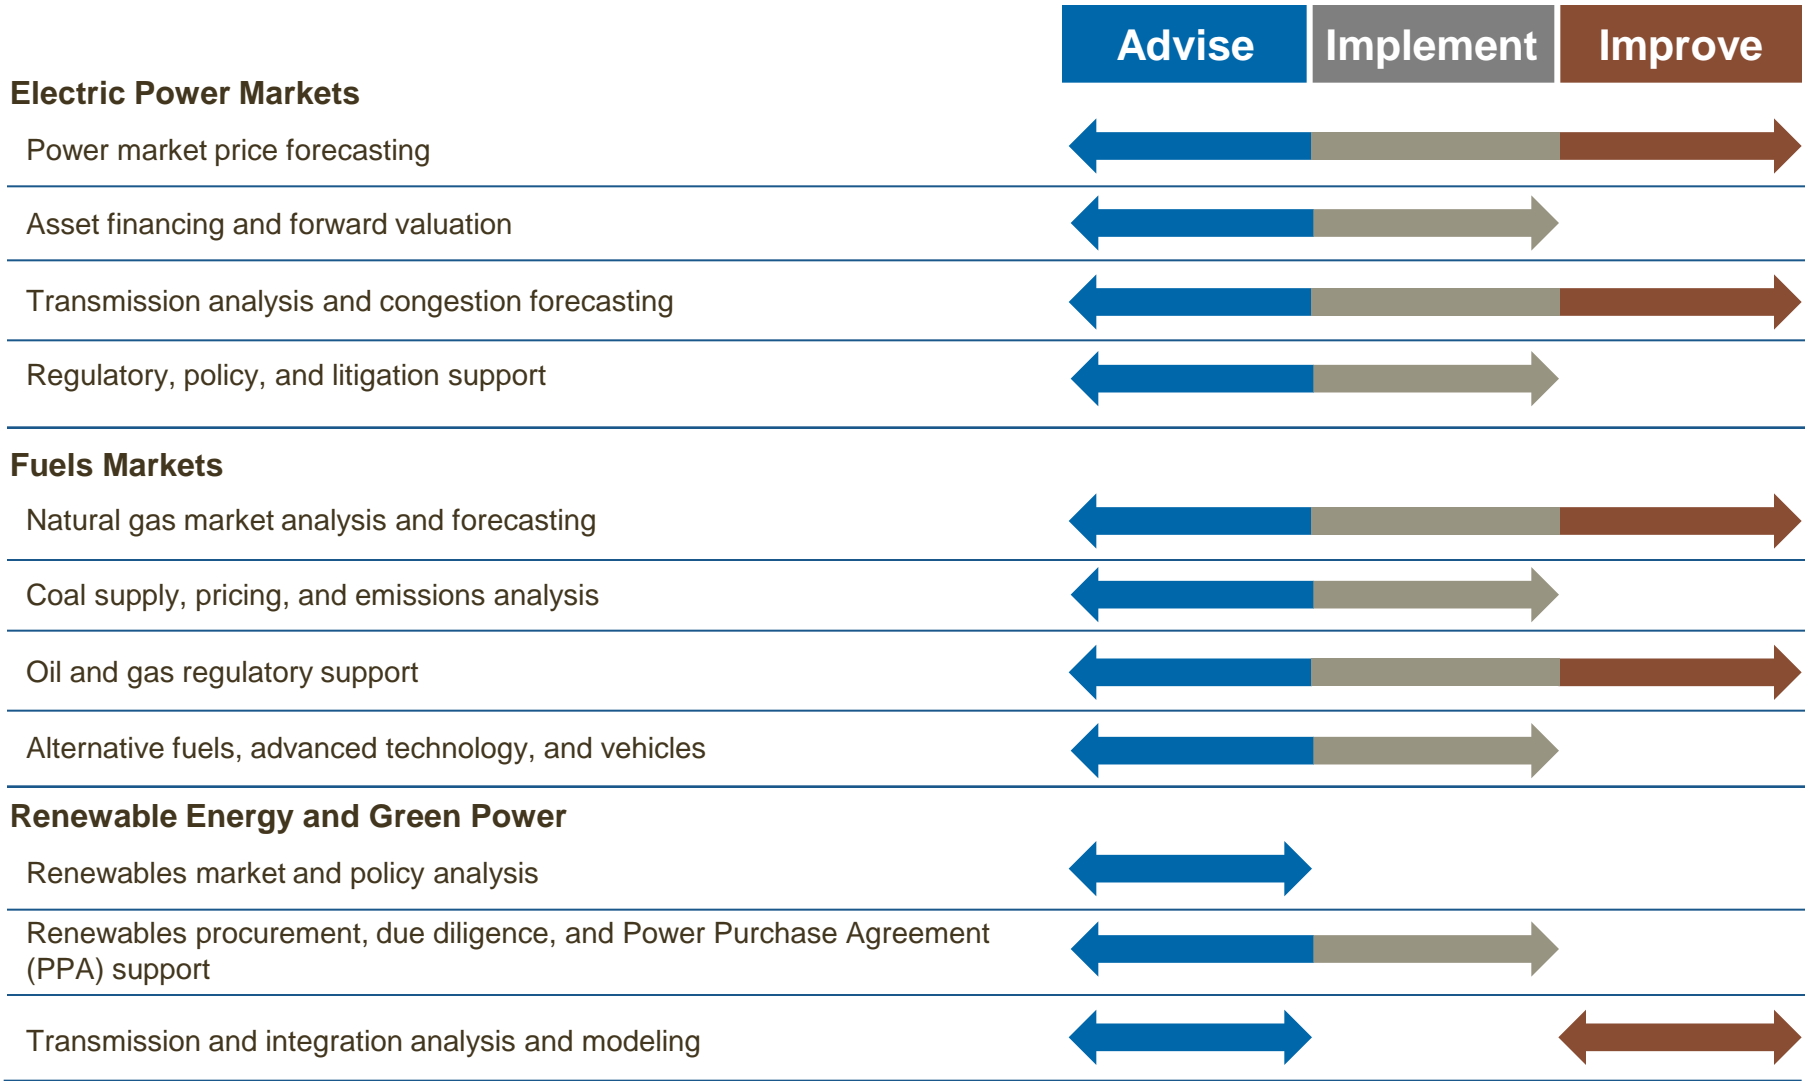 Advise Implement Improve
Electric Power Markets
Power market price forecasting
Asset financing and forward valuation
Transmission analysis and congestion forecasting
Regulatory, policy, and litigation support
Fuels Markets
Natural gas market analysis and forecasting
Coal supply, pricing, and emissions analysis
Oil and gas regulatory support
Alternative fuels, advanced technology, and vehicles
Renewable Energy and Green Power
Renewables market and policy analysis
Renewables procurement, due diligence, and Power Purchase Agreement
(PPA) support
Transmission and integration analysis and modeling